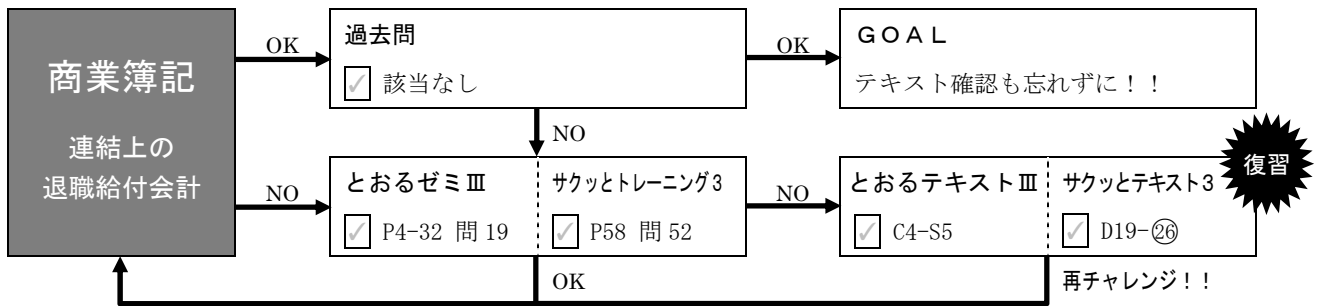 商業簿記
連結上の
退職給付会計
OK
過去問
✓ 該当なし
OK
GOAL
テキスト確認も忘れずに！！
NO
NO
とおるゼミⅢ
✓ P4-32 問 19
サクッとトレーニング3
✓ P58 問 52
NO
とおるテキストⅢ
✓ C4-S5
サクッとテキスト3
✓ D19-㉖
復習
OK
再チャレンジ！！